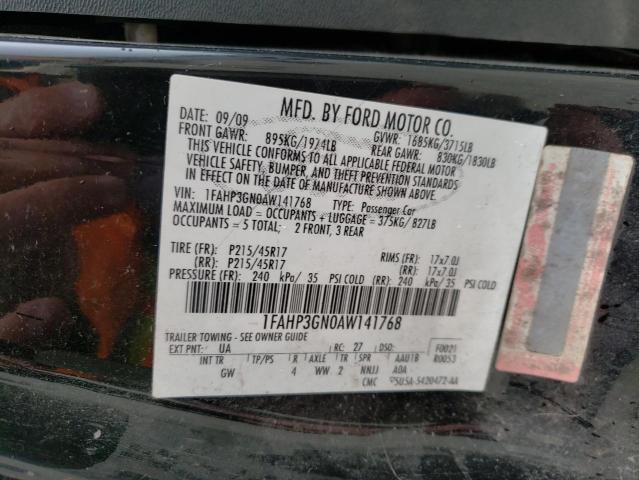 MFD. BY FORD MOTOR CO.
DATE: 09/09 GVWR: 1685KG/3715LB
FRONT GAWR: 895KG/1974LB REAR GAWR: 830KG/1830LB
THIS VEHICLE CONFORMS TO ALL APPLICABLE FEDERAL MOTOR
VEHICLE SAFETY, BUMPER, AND THEFT PREVENTION STANDARDS
IN EFFECT ON THE DATE OF MANUFACTURE SHOWN ABOVE.
VIN: 1FAHP3GN0AW141768 TYPE: Passenger Car
MAXIMUM LOAD = OCCUPANTS + LUGGAGE = 375KG/ 827LB
OCCUPANTS = 5 TOTAL; 2 FRONT, 3 REAR
TIRE (FR): P215/45R17 RIMS (FR): 17x7.0J
(RR): P215/45R17 (RR): 17x7.0J
PRESSURE (FR): 240 kPa/ 35 PSI COLD (RR): 240 kPa/ 35 PSI COLD
1FAHP3GN0AW141768
TRAILER TOWING - SEE OWNER GUIDE
EXT PNT: UA RC: 27 DSO: F0021
INT TR TP/PS R AXLE TR SPR AAU1B R0053
GW 4 WW 2 NNJJ A0A
CMC 5U5A-5420472-AA